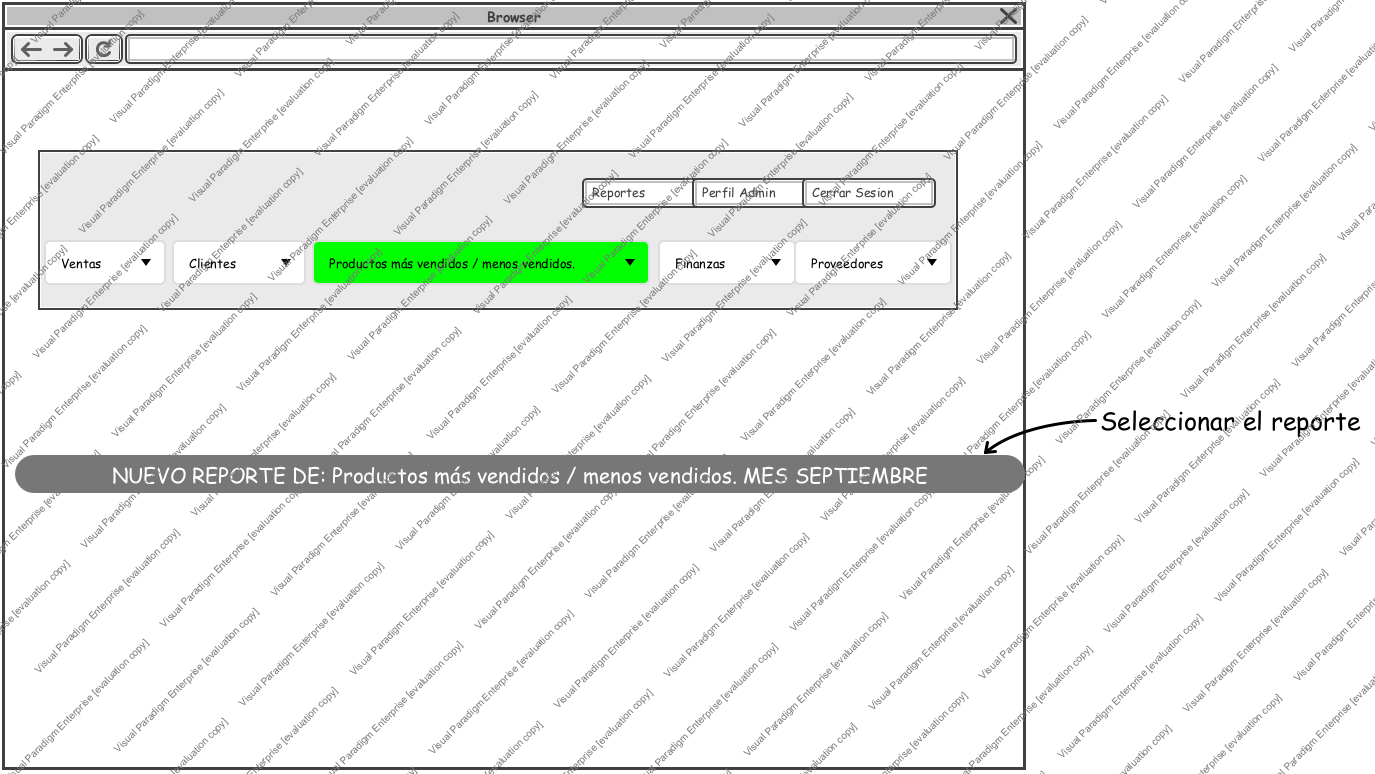 Browser
Reportes
Perfil Admin
Cerrar Sesion
Ventas
Clientes
Productos más vendidos / menos vendidos.
Finanzas
Proveedores
Seleccionar el reporte
NUEVO REPORTE DE: Productos más vendidos / menos vendidos. MES SEPTIEMBRE
Visual Paradigm Enterprise [evaluation copy]